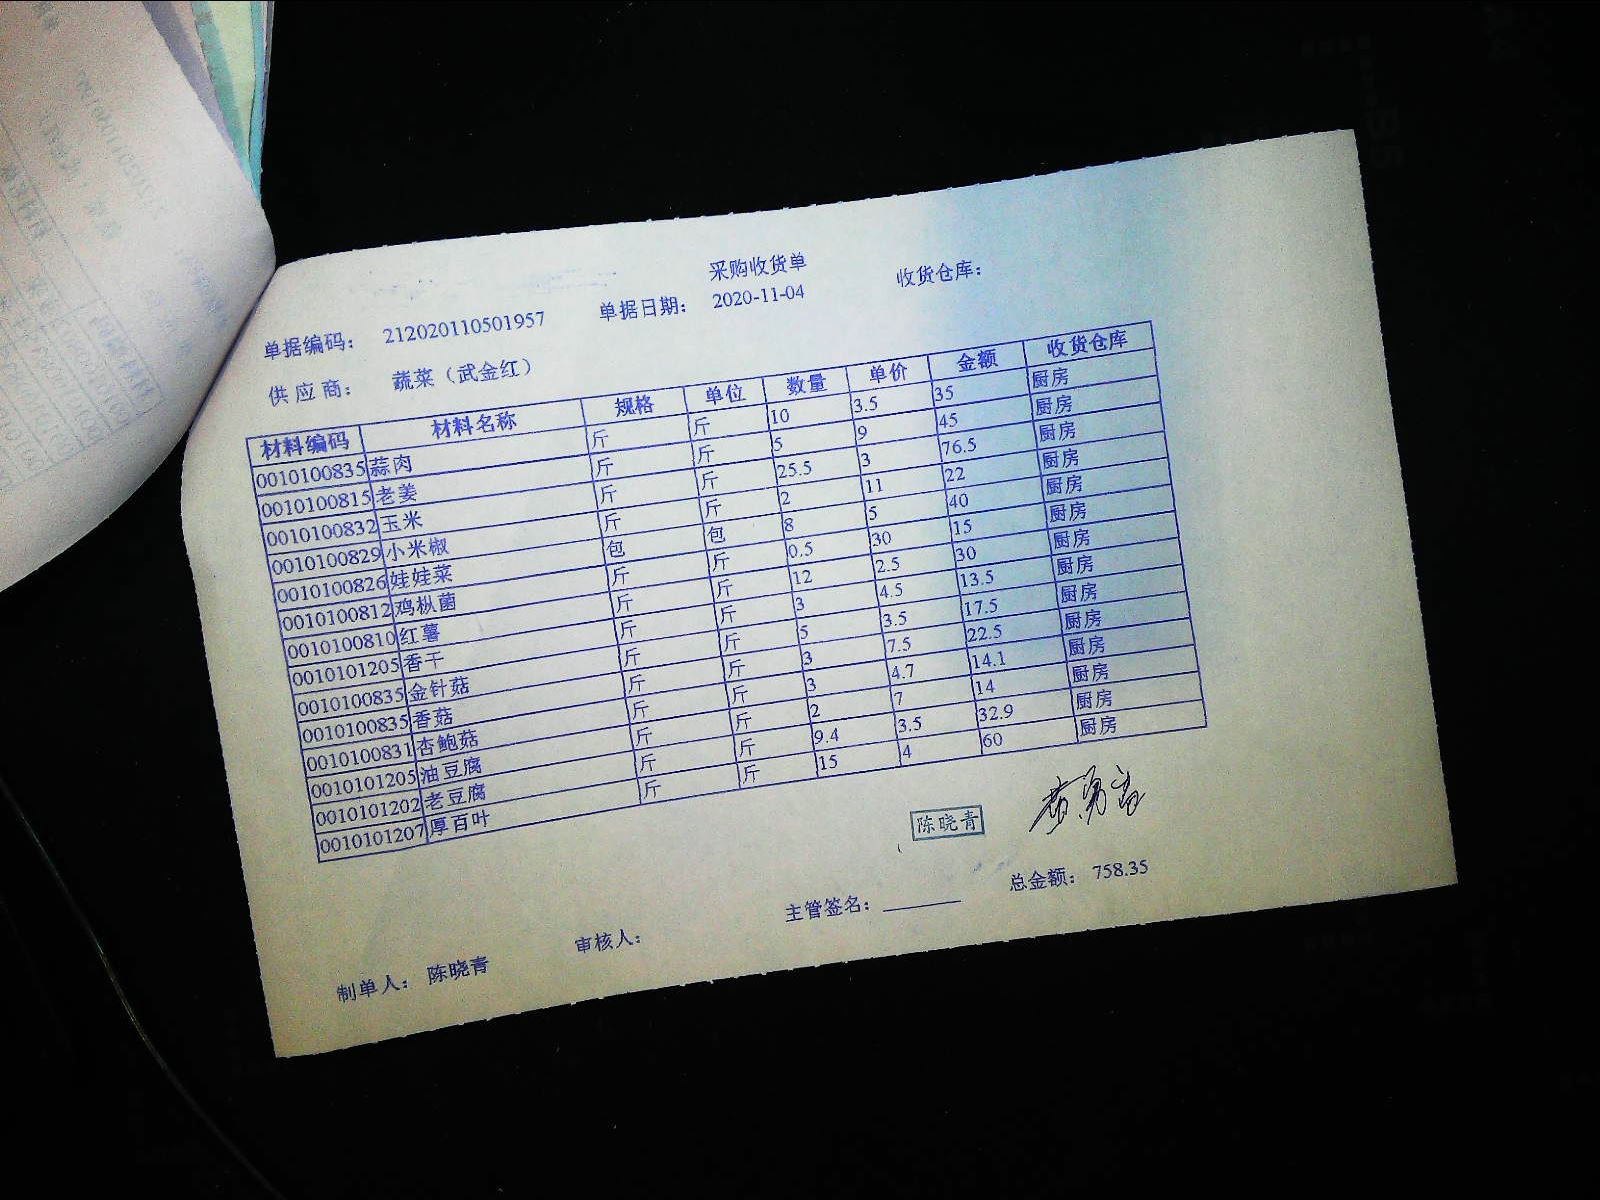 采购收货单
单据编码： 212020110501957 单据日期： 2020-11-04 收货仓库：
供应商： 蔬菜（武金红）
材料编码 材料名称 规格 单位 数量 单价 金额 收货仓库
0010100835 蒜肉 斤 斤 10 3.5 35 厨房
0010100815 老姜 斤 斤 5 9 45 厨房
0010100832 玉米 斤 斤 25.5 3 76.5 厨房
0010100829 小米椒 斤 斤 2 11 22 厨房
0010100826 娃娃菜 包 包 8 5 40 厨房
0010100812 鸡枞菌 斤 斤 0.5 30 15 厨房
0010100810 红薯 斤 斤 12 2.5 30 厨房
0010101205 香干 斤 斤 3 4.5 13.5 厨房
0010100835 金针菇 斤 斤 5 3.5 17.5 厨房
0010100835 香菇 斤 斤 3 7.5 22.5 厨房
0010100831 杏鲍菇 斤 斤 3 4.7 14.1 厨房
0010101205 油豆腐 斤 斤 2 7 14 厨房
0010101202 老豆腐 斤 斤 9.4 3.5 32.9 厨房
0010101207 厚百叶 斤 斤 15 4 60 厨房
陈晓青
制单人： 陈晓青 审核人： 主管签名： 总金额： 758.35